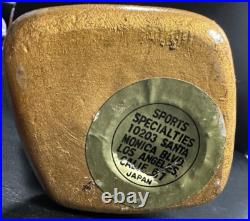 SPORTS
SPECIALTIES
10203 SANTA
MONICA BLVD.
LOS ANGELES,
CALIF. 67
JAPAN